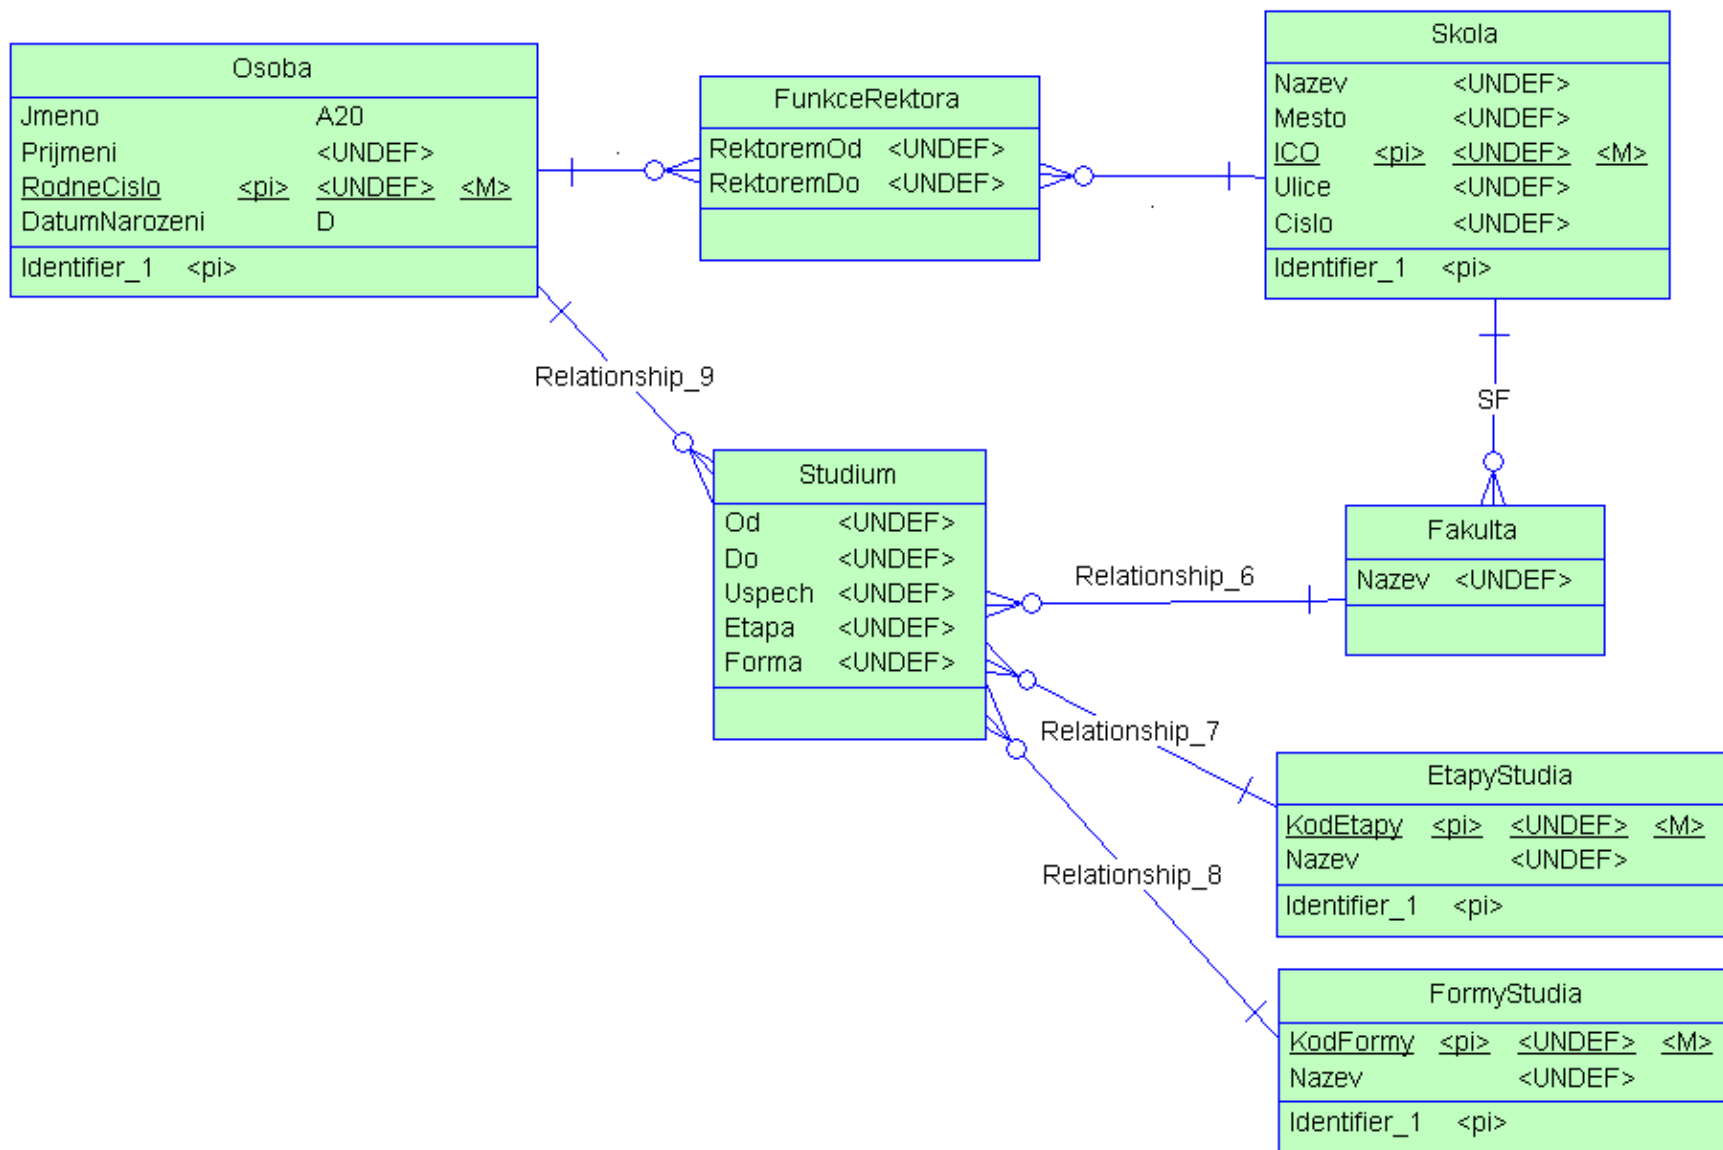 Osoba
Jmeno A20
Prijmeni <UNDEF>
RodneCislo <pi> <UNDEF> <M>
DatumNarozeni D
Identifier_1 <pi>
FunkceRektora
RektoremOd <UNDEF>
RektoremDo <UNDEF>
Skola
Nazev <UNDEF>
Mesto <UNDEF>
ICO <pi> <UNDEF> <M>
Ulice <UNDEF>
Cislo <UNDEF>
Identifier_1 <pi>
Relationship_9
SF
Studium
Od <UNDEF>
Do <UNDEF>
Uspech <UNDEF>
Etapa <UNDEF>
Forma <UNDEF>
Relationship_6
Fakulta
Nazev <UNDEF>
Relationship_7
EtapyStudia
KodEtapy <pi> <UNDEF> <M>
Nazev <UNDEF>
Identifier_1 <pi>
Relationship_8
FormyStudia
KodFormy <pi> <UNDEF> <M>
Nazev <UNDEF>
Identifier_1 <pi>